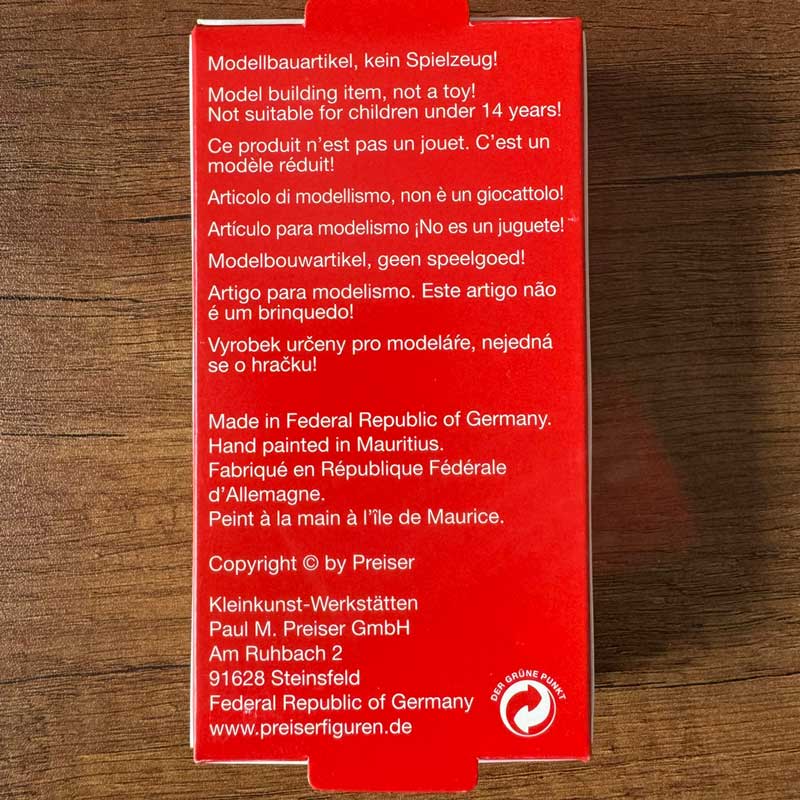 Modellbauartikel, kein Spielzeug!
Model building item, not a toy!
Not suitable for children under 14 years!
Ce produit n’est pas un jouet. C’est un
modèle réduit!
Articolo di modellismo, non è un giocattolo!
Artículo para modelismo ¡No es un juguete!
Modelbouwartikel, geen speelgoed!
Artigo para modelismo. Este artigo não
é um brinquedo!
Vyrobek určeny pro modeláře, nejedná
se o hračku!
Made in Federal Republic of Germany.
Hand painted in Mauritius.
Fabriqué en République Fédérale
d’Allemagne.
Peint à la main à l’île de Maurice.
Copyright © by Preiser
Kleinkunst-Werkstätten
Paul M. Preiser GmbH
Am Ruhbach 2
91628 Steinsfeld
Federal Republic of Germany
www.preiserfiguren.de
DER GRÜNE PUNKT